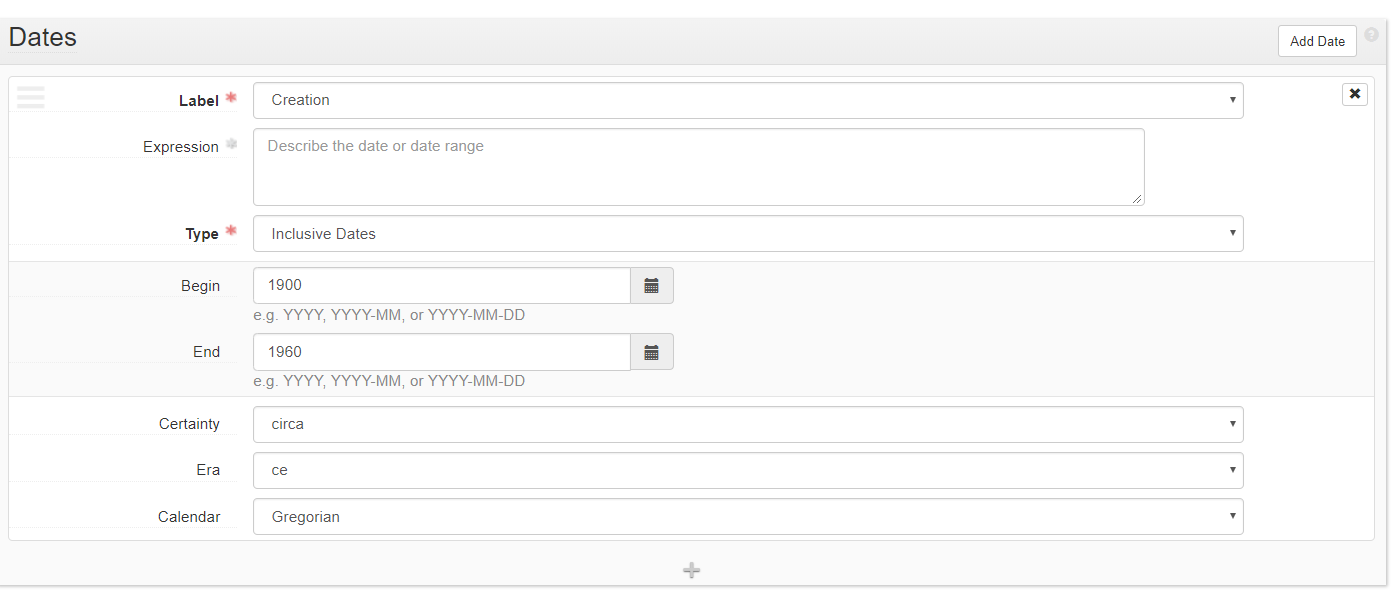 Dates
Add Date
Label Creation
Expression Describe the date or date range
Type Inclusive Dates
Begin 1900
e.g. YYYY, YYYY-MM, or YYYY-MM-DD
End 1960
e.g. YYYY, YYYY-MM, or YYYY-MM-DD
Certainty circa
Era ce
Calendar Gregorian